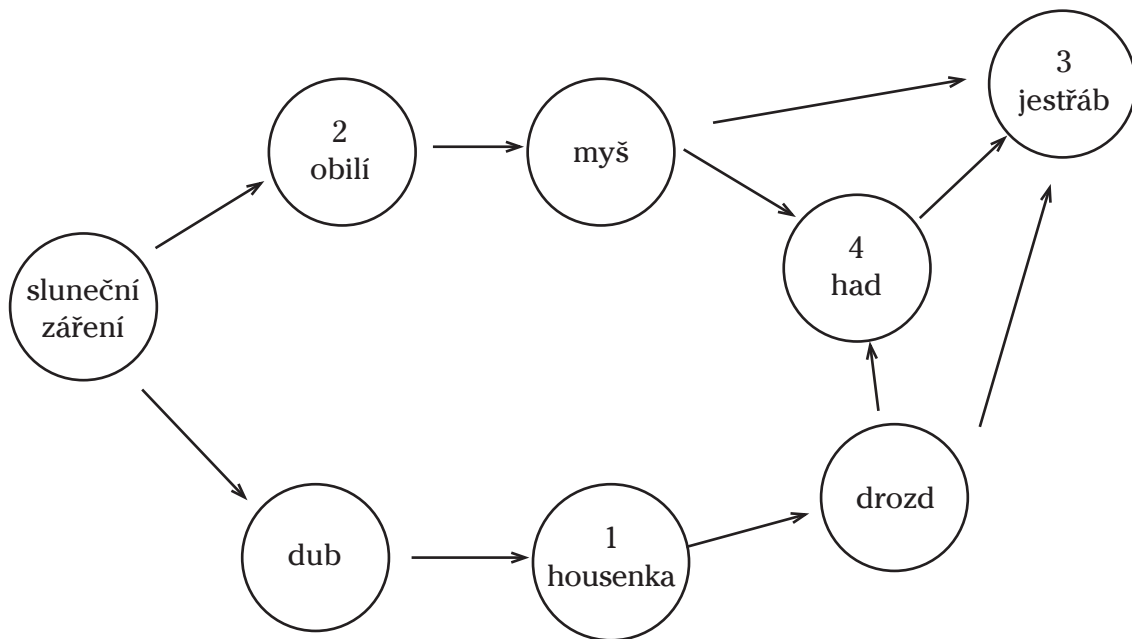 3
jestřáb
2
obilí
myš
4
had
sluneční
záření
drozd
dub
1
housenka